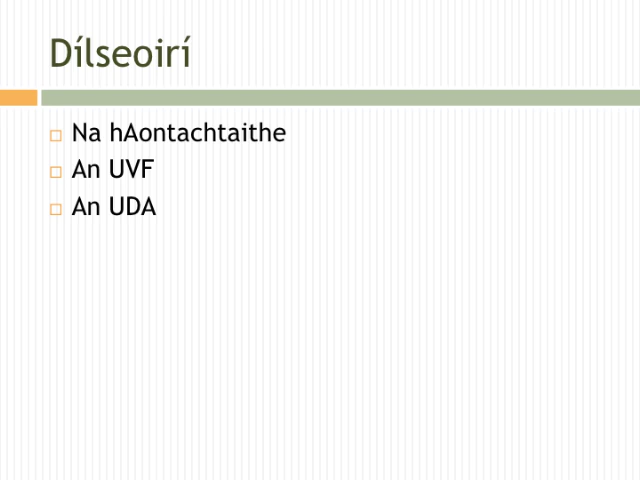 Dílseoirí
Na hAontachtaithe
An UVF
An UDA